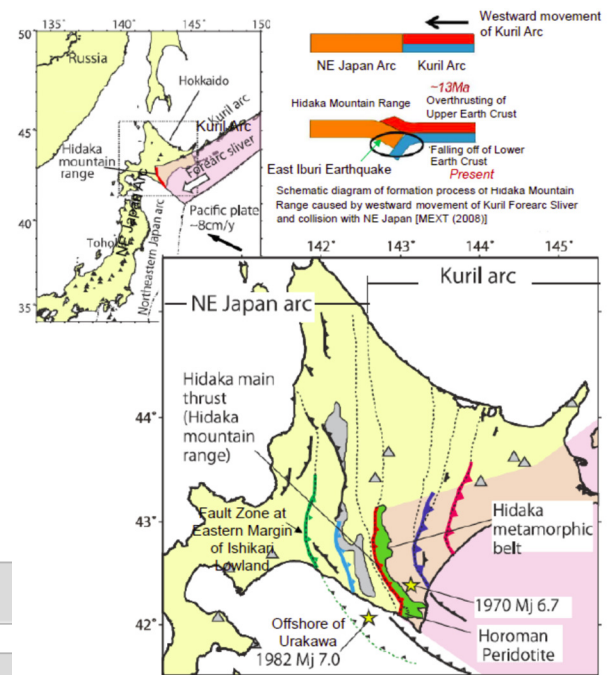 135°
140°
145°
150
50
45
40
35
Russia
Hokkaido
Kuril arc
Kuril Arc
Forearc sliver
Hidaka
mountain
range
NE Japan Arc
Northeastern Japan arc
Pacific plate
~8cm/y
Westward movement
of Kuril Arc
NE Japan Arc
Kuril Arc
~13Ma
Hidaka Mountain Range
Overthrusting of
Upper Earth Crust
Falling off of Lower
Earth Crust
East Iburi Earthquake
Present
Schematic diagram of formation process of Hidaka Mountain
Range caused by westward movement of Kuril Forearc Sliver
and collision with NE Japan [MEXT (2008)]
142°
143°
144°
145°
NE Japan arc
Kuril arc
Hidaka main
thrust
(Hidaka
mountain
range)
44°
43°
42°
Fault Zone at
Eastern Margin
of Ishikari
Lowland
Hidaka
metamorphic
belt
1970 Mj 6.7
Horoman
Peridotite
Offshore of
Urakawa
1982 Mj 7.0